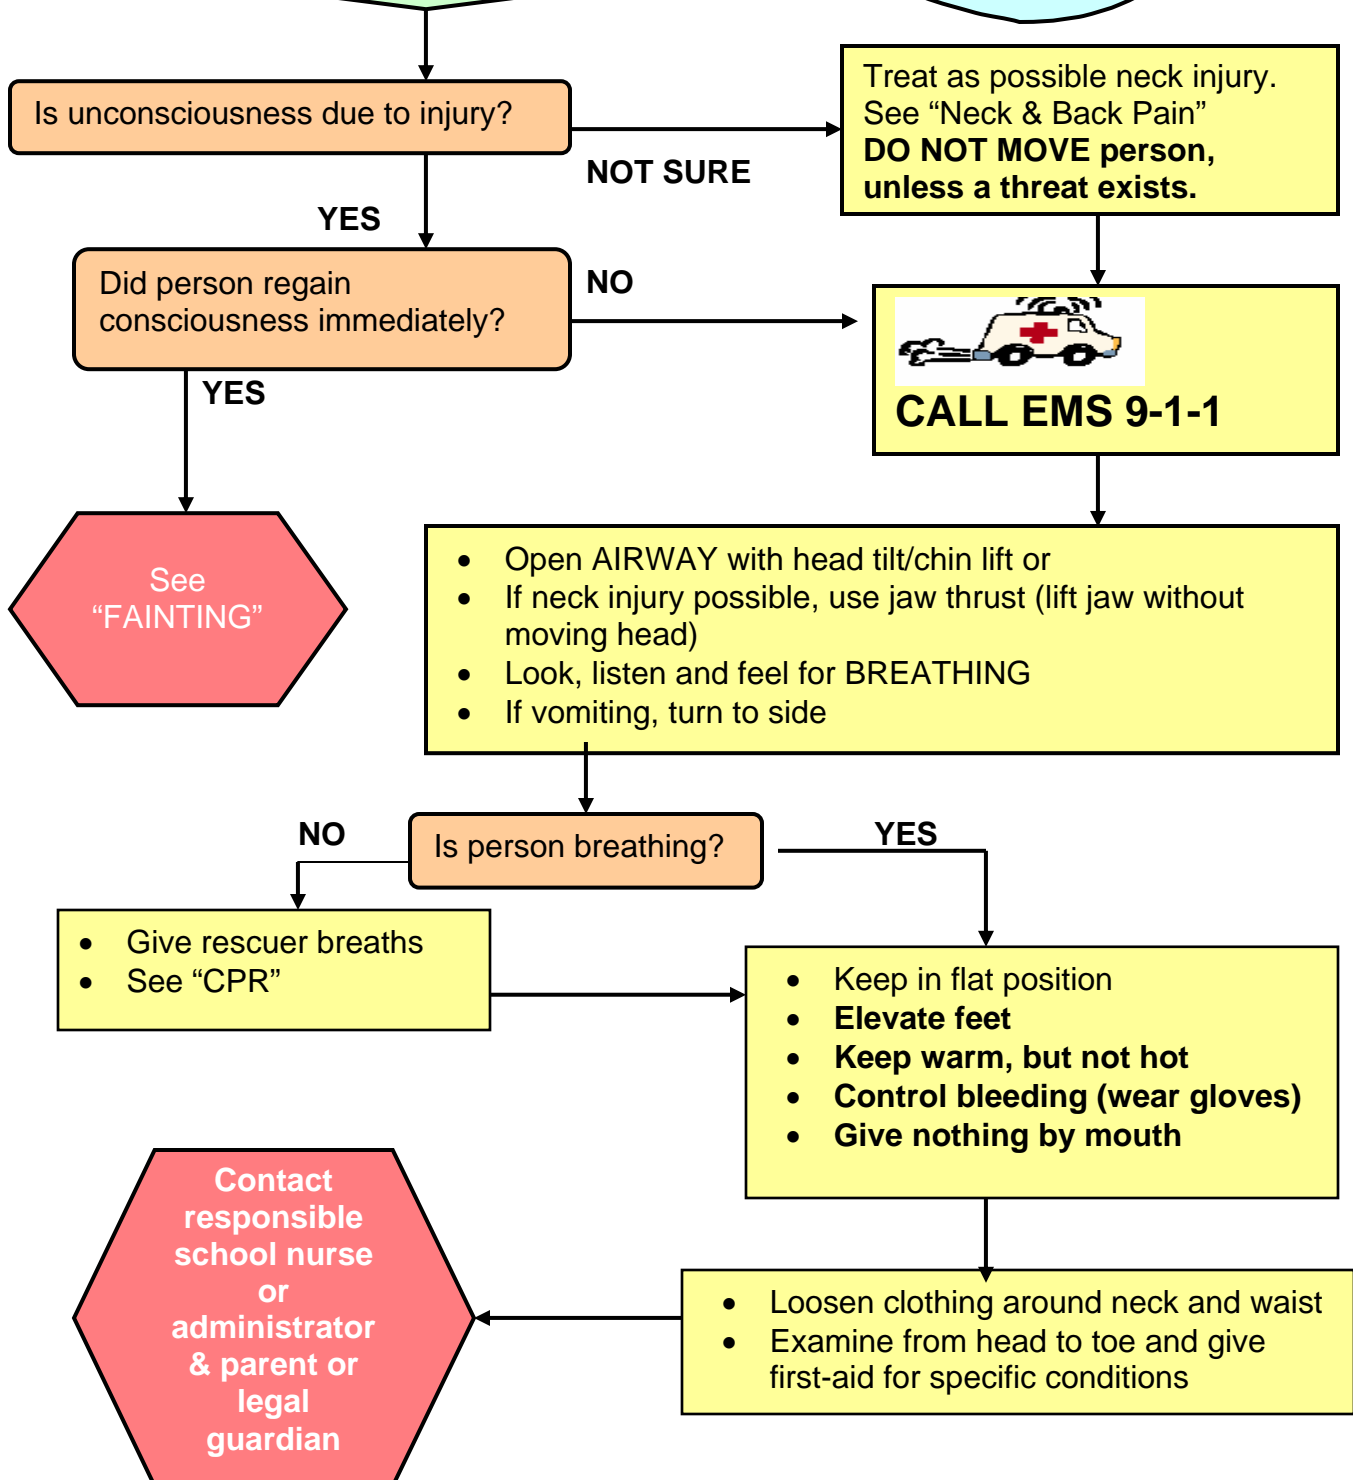 Is unconsciousness due to injury?
NOT SURE
YES
Treat as possible neck injury.
See “Neck & Back Pain”
DO NOT MOVE person,
unless a threat exists.
Did person regain
consciousness immediately?
NO
YES
CALL EMS 9-1-1
See
“FAINTING”
• Open AIRWAY with head tilt/chin lift or
• If neck injury possible, use jaw thrust (lift jaw without
moving head)
• Look, listen and feel for BREATHING
• If vomiting, turn to side
Is person breathing?
NO
YES
• Give rescuer breaths
• See “CPR”
• Keep in flat position
• Elevate feet
• Keep warm, but not hot
• Control bleeding (wear gloves)
• Give nothing by mouth
• Loosen clothing around neck and waist
• Examine from head to toe and give
first-aid for specific conditions
Contact
responsible
school nurse
or
administrator
& parent or
legal
guardian